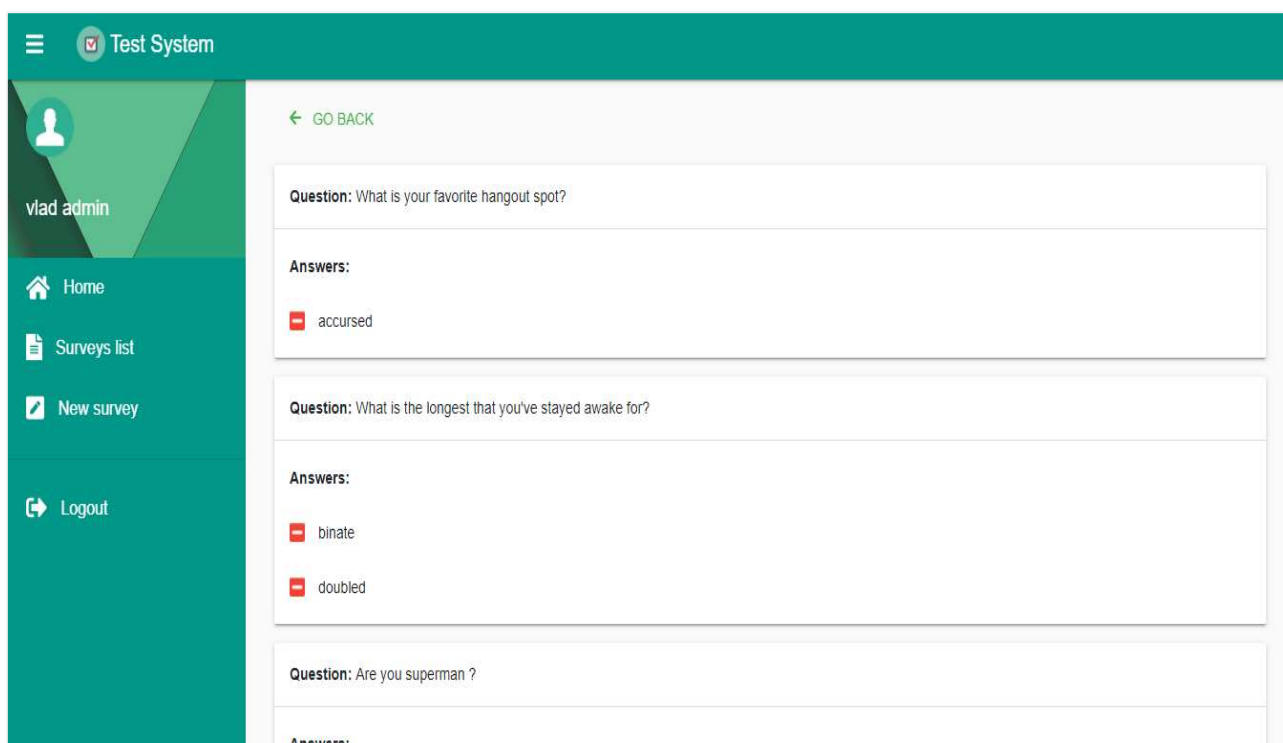 Test System
vlad admin
Home
Surveys list
New survey
Logout
GO BACK
Question: What is your favorite hangout spot?
Answers:
accursed
Question: What is the longest that you've stayed awake for?
Answers:
binate
doubled
Question: Are you superman ?
Answers: